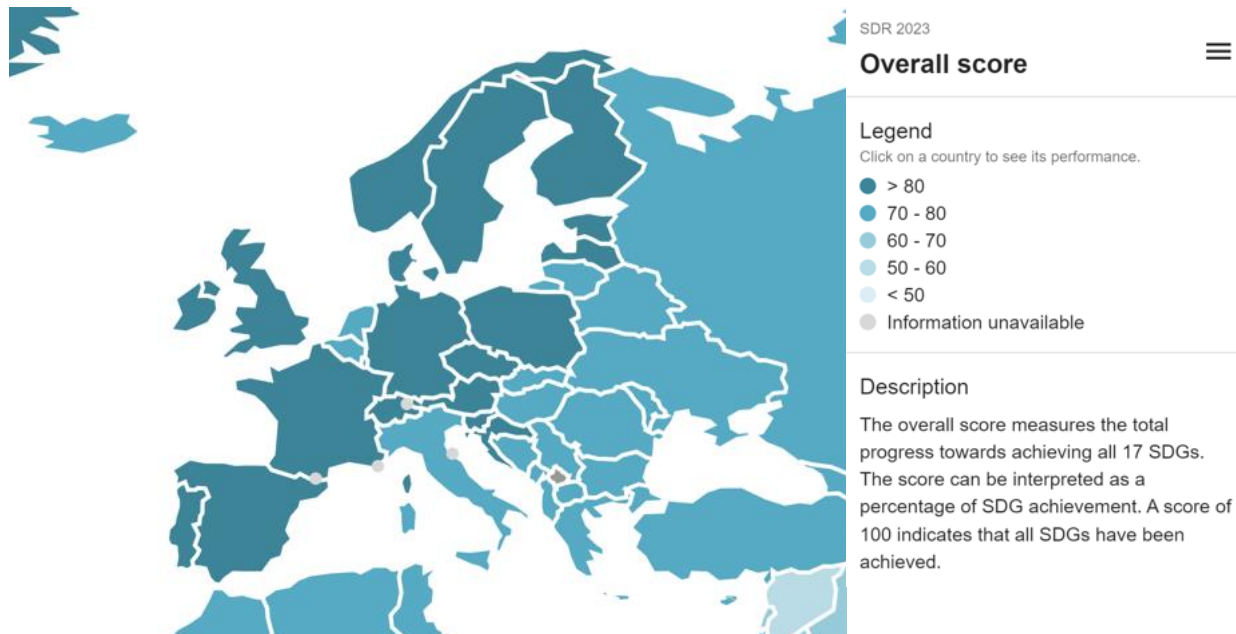 SDR 2023
Overall score
Legend
Click on a country to see its performance.
> 80
70 - 80
60 - 70
50 - 60
< 50
Information unavailable
Description
The overall score measures the total
progress towards achieving all 17 SDGs.
The score can be interpreted as a
percentage of SDG achievement. A score of
100 indicates that all SDGs have been
achieved.